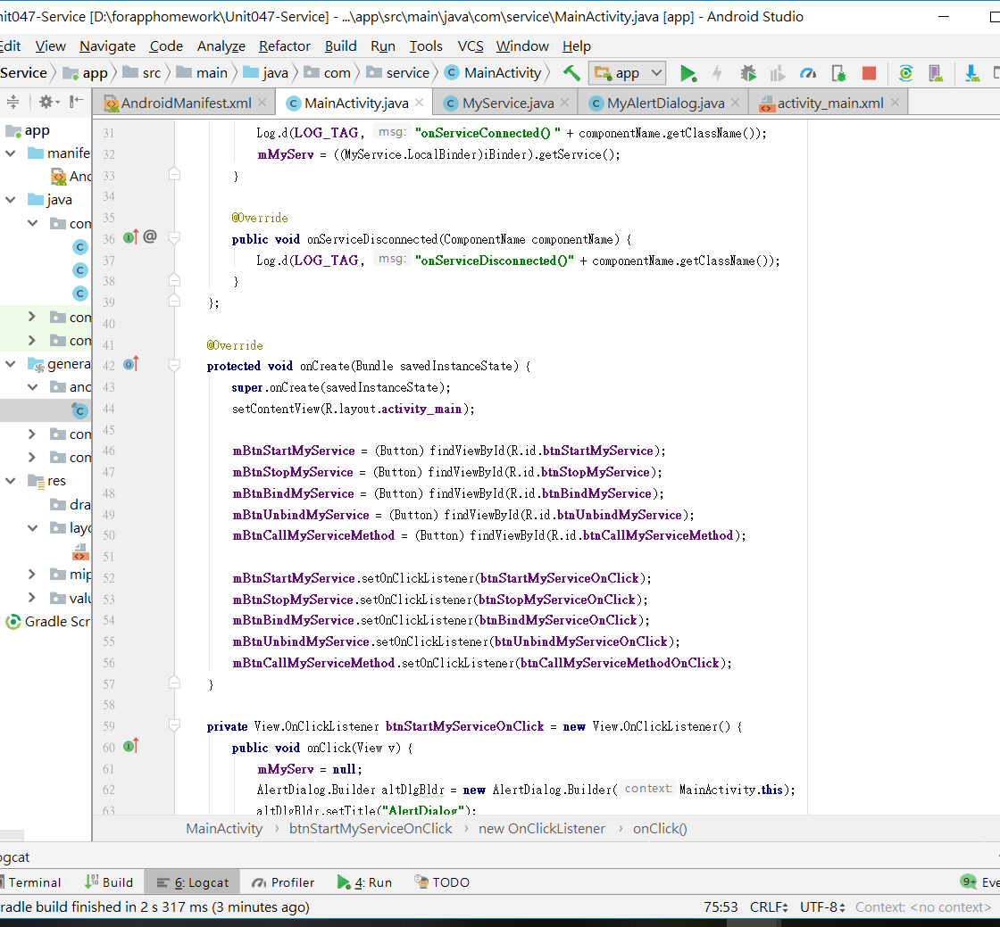 nit047-Service [D:\forapphomework\Unit047-Service] - ...\app\src\main\java\com\service\MainActivity.java [app] - Android Studio
Edit View Navigate Code Analyze Refactor Build Run Tools VCS Window Help
Service app src main java com service MainActivity app
AndroidManifest.xml MainActivity.java MyService.java MyAlertDialog.java activity_main.xml
app
manife
And
java
com
C
C
C
com
com
genera
and
C
com
com
res
dra
layo
mip
valu
Gradle Scr
31 Log.d(LOG_TAG, msg: "onServiceConnected() " + componentName.getClassName());
32 mMyServ = ((MyService.LocalBinder)iBinder).getService();
33 }
34
35 @Override
36 @ public void onServiceDisconnected(ComponentName componentName) {
37 Log.d(LOG_TAG, msg: "onServiceDisconnected()" + componentName.getClassName());
38 }
39 };
40
41 @Override
42 protected void onCreate(Bundle savedInstanceState) {
43 super.onCreate(savedInstanceState);
44 setContentView(R.layout.activity_main);
45
46 mBtnStartMyService = (Button) findViewById(R.id.btnStartMyService);
47 mBtnStopMyService = (Button) findViewById(R.id.btnStopMyService);
48 mBtnBindMyService = (Button) findViewById(R.id.btnBindMyService);
49 mBtnUnbindMyService = (Button) findViewById(R.id.btnUnbindMyService);
50 mBtnCallMyServiceMethod = (Button) findViewById(R.id.btnCallMyServiceMethod);
51
52 mBtnStartMyService.setOnClickListener(btnStartMyServiceOnClick);
53 mBtnStopMyService.setOnClickListener(btnStopMyServiceOnClick);
54 mBtnBindMyService.setOnClickListener(btnBindMyServiceOnClick);
55 mBtnUnbindMyService.setOnClickListener(btnUnbindMyServiceOnClick);
56 mBtnCallMyServiceMethod.setOnClickListener(btnCallMyServiceMethodOnClick);
57 }
58
59 private View.OnClickListener btnStartMyServiceOnClick = new View.OnClickListener() {
60 public void onClick(View v) {
61 mMyServ = null;
62 AlertDialog.Builder altDlgBldr = new AlertDialog.Builder( context: MainActivity.this);
63 altDlgBldr.setTitle("AlertDialog");
MainActivity › btnStartMyServiceOnClick › new OnClickListener › onClick()
ogcat
Terminal Build 6: Logcat Profiler 4: Run TODO 9+ Eve
radle build finished in 2 s 317 ms (3 minutes ago) 75:53 CRLF UTF-8 Context: <no context>